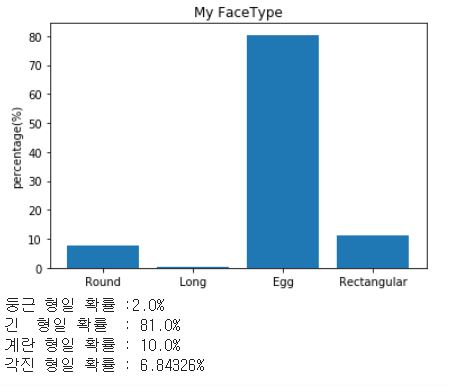 My FaceType
percentage(%)
80
70
60
50
40
30
20
10
0
Round Long Egg Rectangular
둥근 형일 확률 :2.0%
긴  형일 확률  : 81.0%
계란 형일 확률 : 10.0%
각진 형일 확률 : 6.84326%